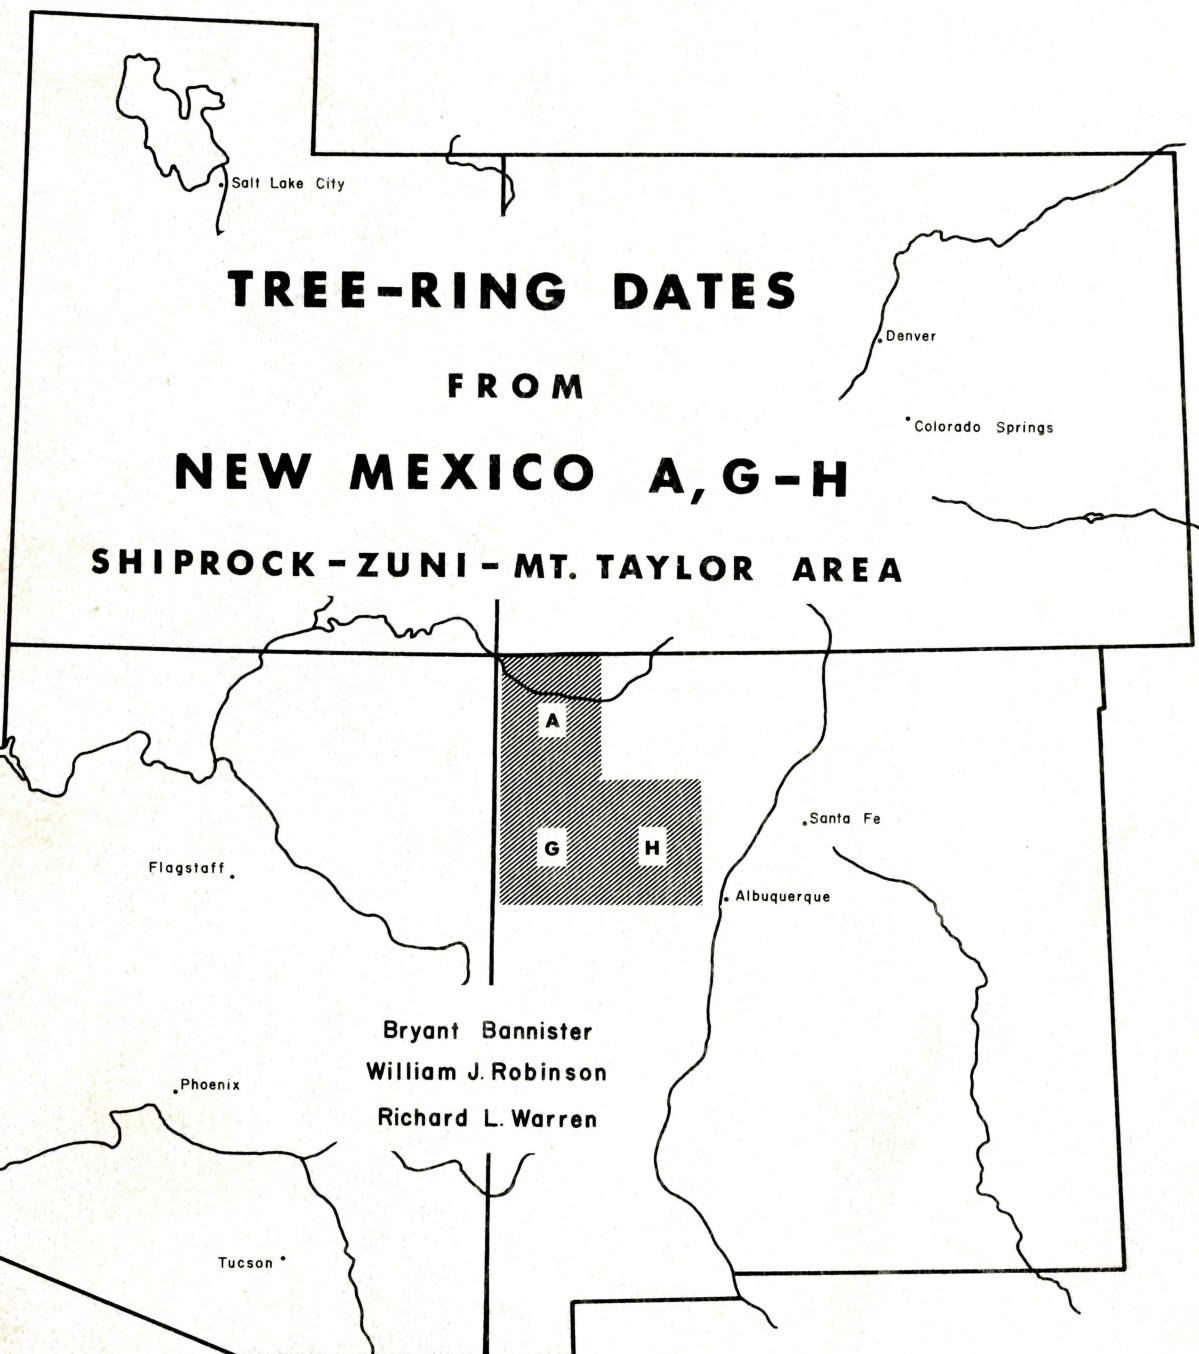 Salt Lake City
TREE-RING DATES
Denver
FROM
Colorado Springs
NEW MEXICO A, G-H
SHIPROCK-ZUNI-MT. TAYLOR AREA
A
Santa Fe
G
H
Flagstaff
Albuquerque
Bryant Bannister
William J. Robinson
Phoenix
Richard L. Warren
Tucson